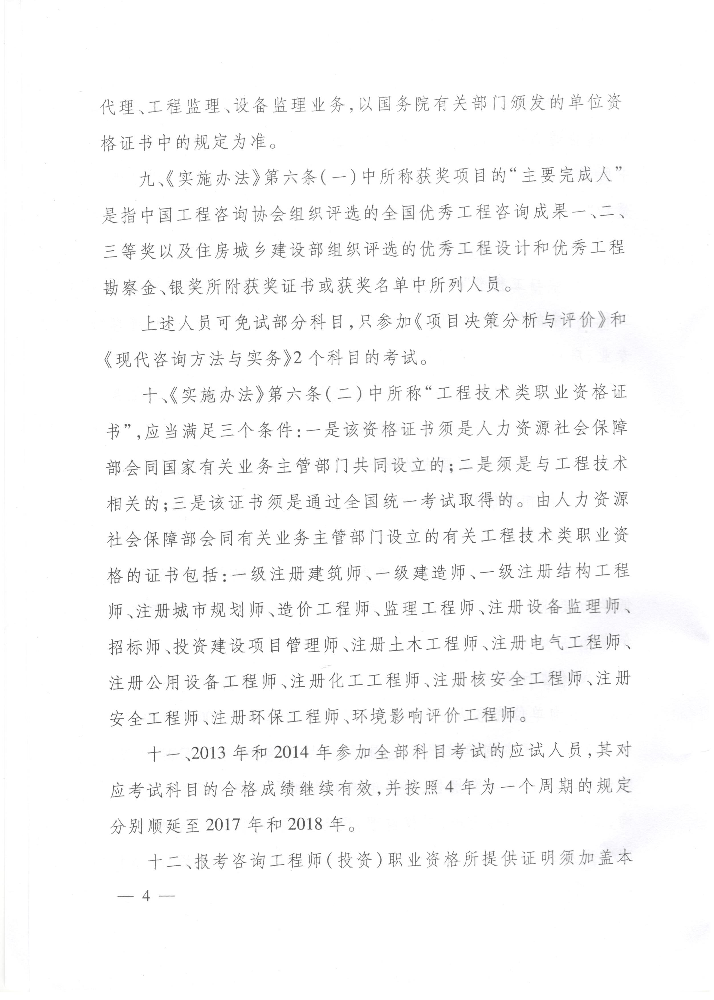 代理、工程监理、设备监理业务,以国务院有关部门颁发的单位资
格证书中的规定为准。
九、《实施办法》第六条(一)中所称获奖项目的“主要完成人”
是指中国工程咨询协会组织评选的全国优秀工程咨询成果一、二、
三等奖以及住房城乡建设部组织评选的优秀工程设计和优秀工程
勘察金、银奖所附获奖证书或获奖名单中所列人员。
上述人员可免试部分科目,只参加《项目决策分析与评价》和
《现代咨询方法与实务》2个科目的考试。
十、《实施办法》第六条(二)中所称“工程技术类职业资格证
书”,应当满足三个条件:一是该资格证书须是人力资源社会保障
部会同国家有关业务主管部门共同设立的;二是须是与工程技术
相关的;三是该证书须是通过全国统一考试取得的。由人力资源
社会保障部会同有关业务主管部门设立的有关工程技术类职业资
格的证书包括:一级注册建筑师、一级建造师、一级注册结构工程
师、注册城市规划师、造价工程师、监理工程师、注册设备监理师、
招标师、投资建设项目管理师、注册土木工程师、注册电气工程师、
注册公用设备工程师、注册化工工程师、注册核安全工程师、注册
安全工程师、注册环保工程师、环境影响评价工程师。
十一、2013年和2014年参加全部科目考试的应试人员,其对
应考试科目的合格成绩继续有效,并按照4年为一个周期的规定
分别顺延至2017年和2018年。
十二、报考咨询工程师(投资)职业资格所提供证明须加盖本
— 4 —